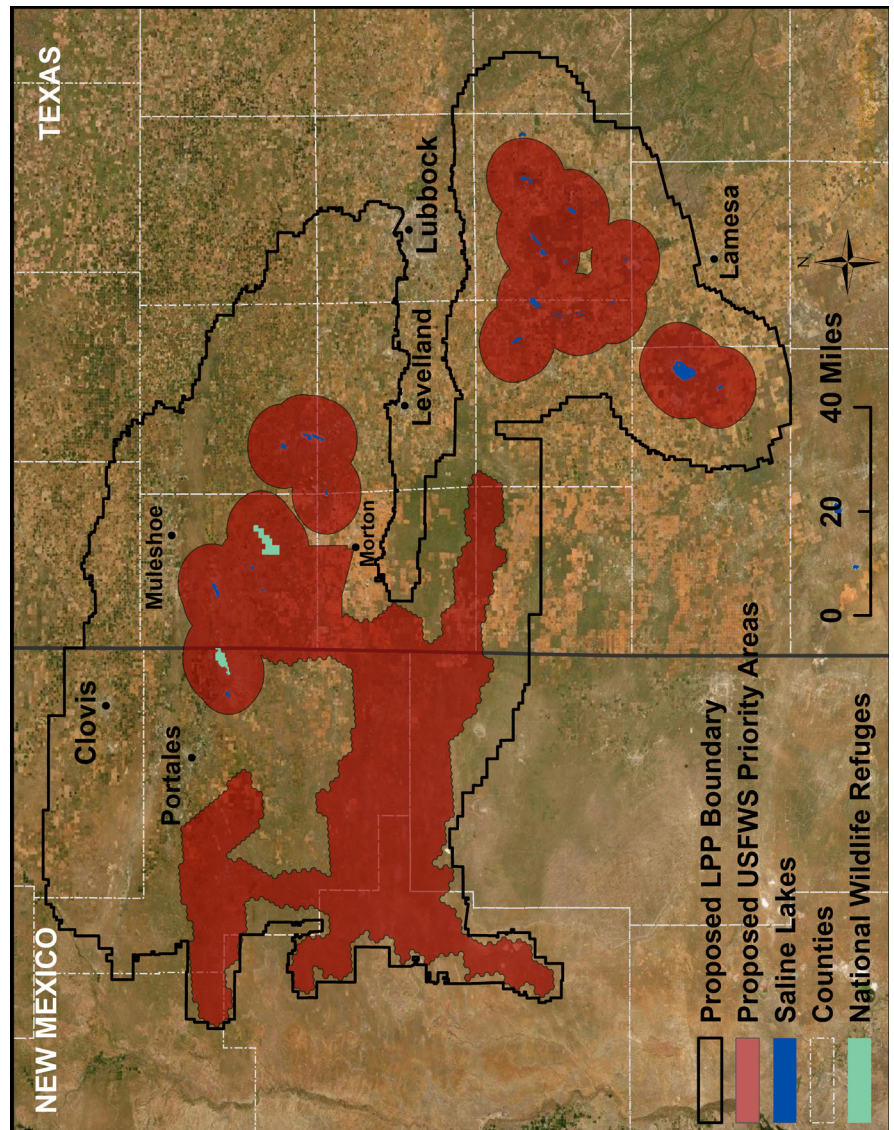 NEW MEXICO
TEXAS
Clovis
Portales
Muleshoe
Morton
Levelland
Lubbock
Lamesa
N
0 20 40 Miles
Proposed LPP Boundary
Proposed USFWS Priority Areas
Saline Lakes
Counties
National Wildlife Refuges